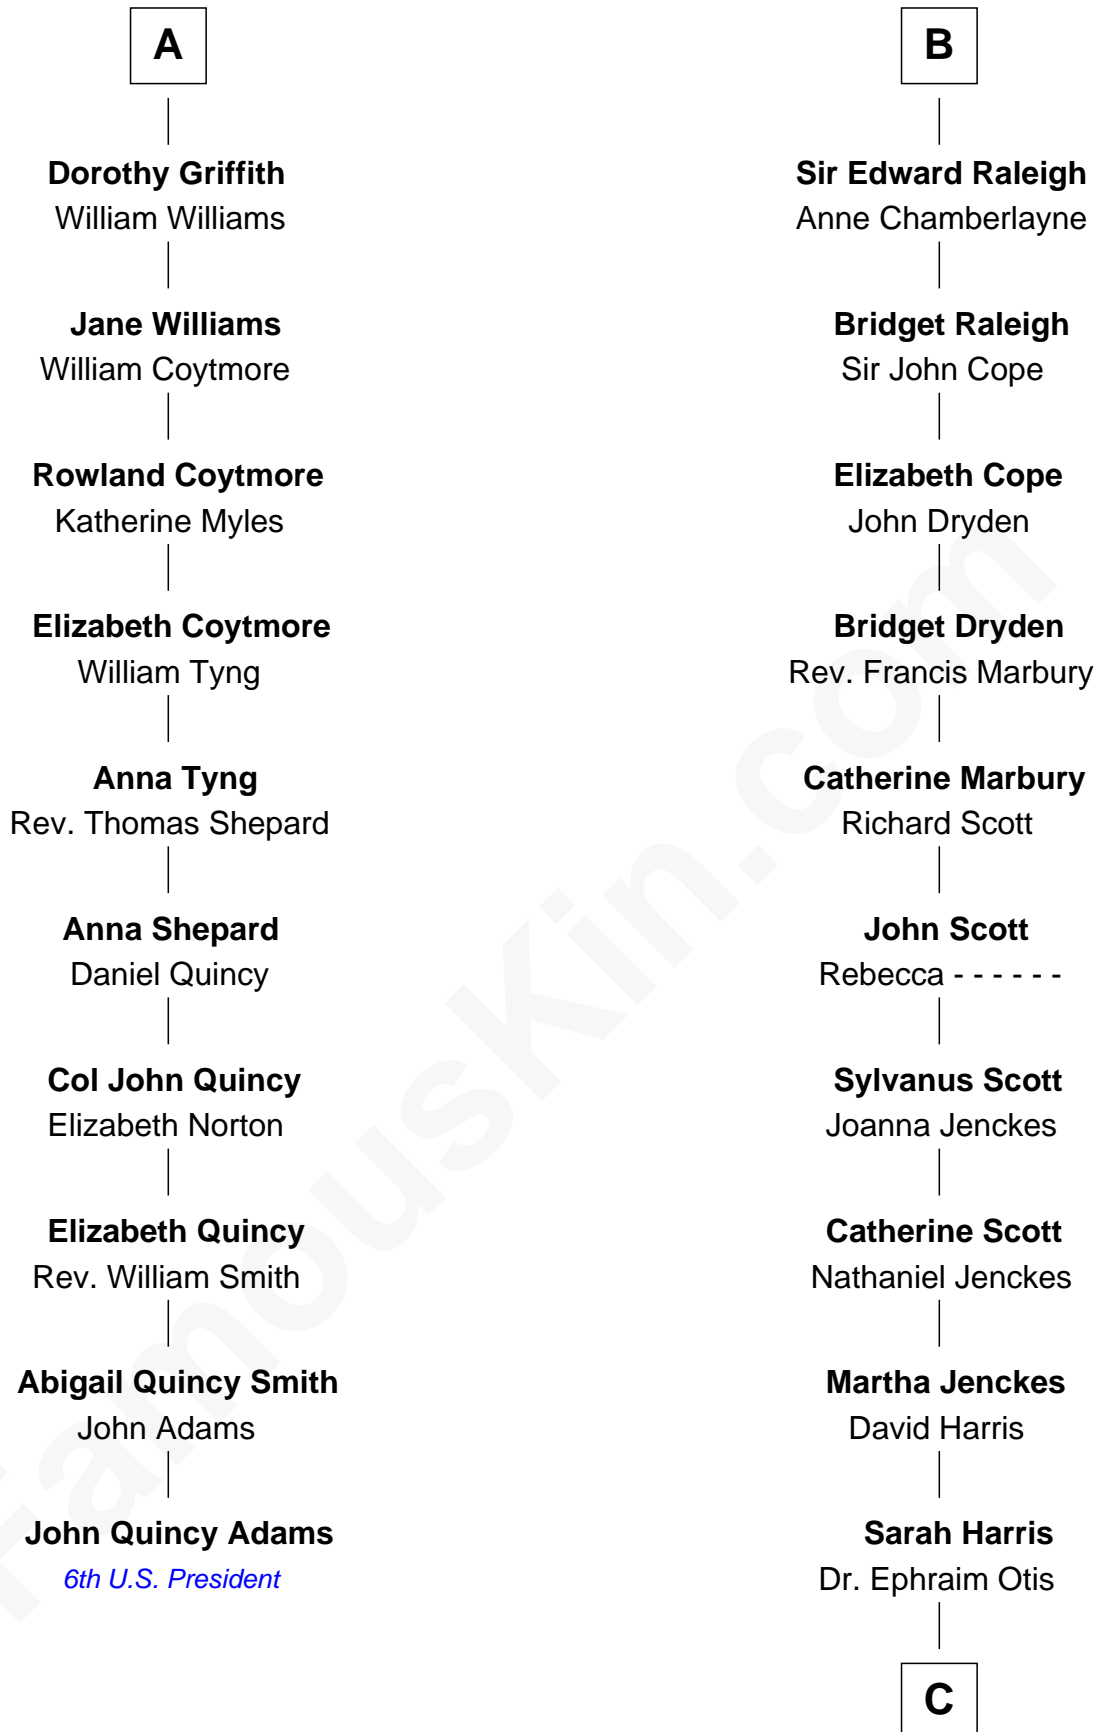 A
Dorothy Griffith
William Williams
Jane Williams
William Coytmore
Rowland Coytmore
Katherine Myles
Elizabeth Coytmore
William Tyng
Anna Tyng
Rev. Thomas Shepard
Anna Shepard
Daniel Quincy
Col John Quincy
Elizabeth Norton
Elizabeth Quincy
Rev. William Smith
Abigail Quincy Smith
John Adams
John Quincy Adams
6th U.S. President
B
Sir Edward Raleigh
Anne Chamberlayne
Bridget Raleigh
Sir John Cope
Elizabeth Cope
John Dryden
Bridget Dryden
Rev. Francis Marbury
Catherine Marbury
Richard Scott
John Scott
Rebecca - - - - - -
Sylvanus Scott
Joanna Jenckes
Catherine Scott
Nathaniel Jenckes
Martha Jenckes
David Harris
Sarah Harris
Dr. Ephraim Otis
C
FamousKin.com